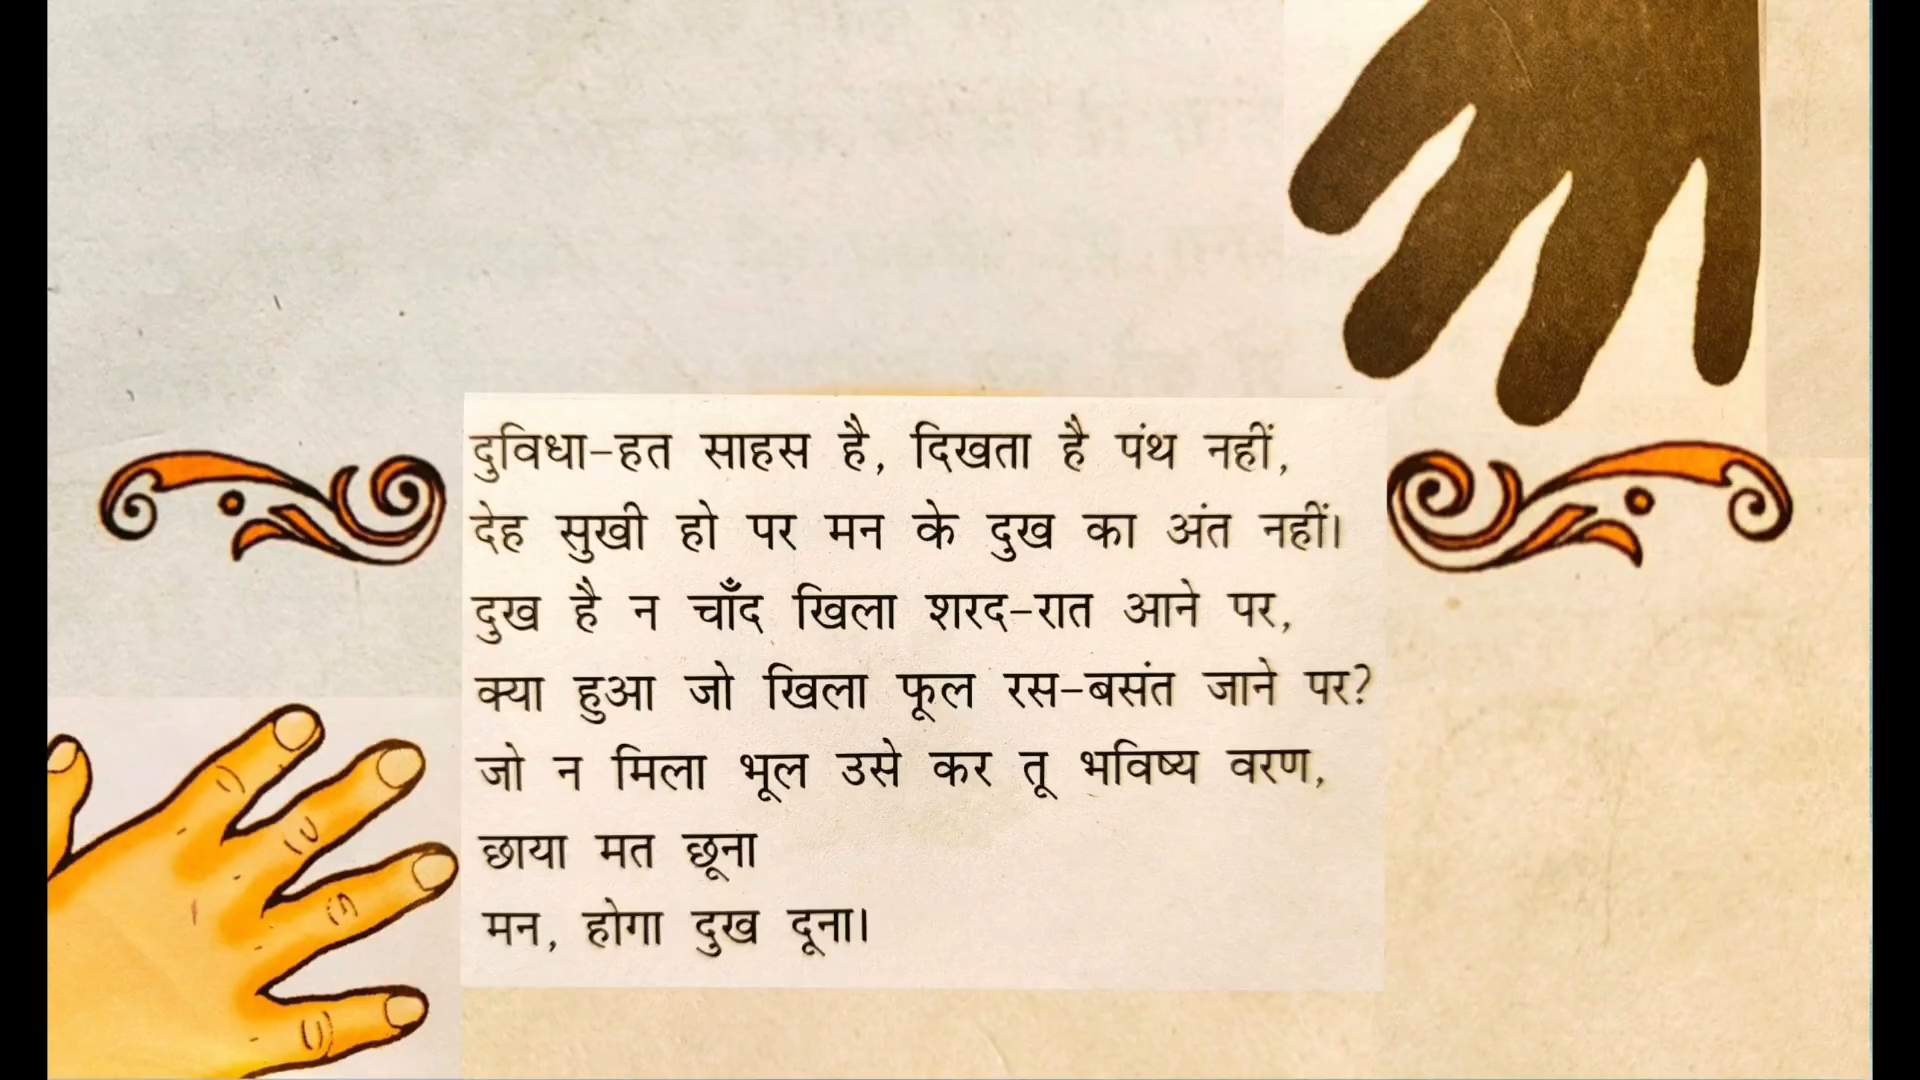 दुविधा-हत साहस है, दिखता है पंथ नहीं,
देह सुखी हो पर मन के दुख का अंत नहीं।
दुख है न चाँद खिला शरद-रात आने पर,
क्या हुआ जो खिला फूल रस-बसंत जाने पर?
जो न मिला भूल उसे कर तू भविष्य वरण,
छाया मत छूना
मन, होगा दुख दूना।